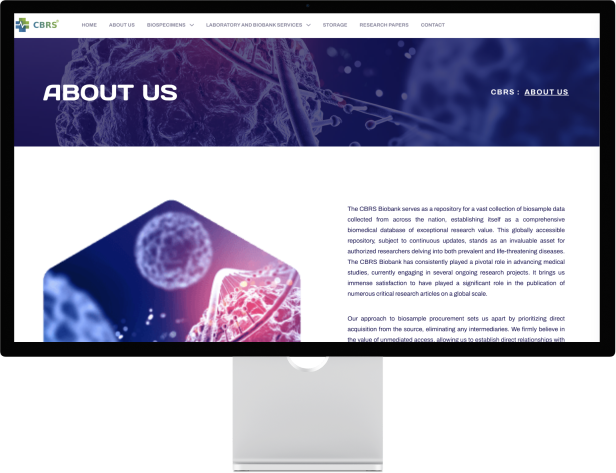 CBRS
HOME ABOUT US BIOSPECIMENS LABORATORY AND BIOBANK SERVICES STORAGE RESEARCH PAPERS CONTACT
ABOUT US
CBRS : ABOUT US
The CBRS Biobank serves as a repository for a vast collection of biosample data
collected from across the nation, establishing itself as a comprehensive
biomedical database of exceptional research value. This globally accessible
repository, subject to continuous updates, stands as an invaluable asset for
authorized researchers delving into both prevalent and life-threatening diseases.
The CBRS Biobank has consistently played a pivotal role in advancing medical
studies, currently engaging in several ongoing research projects. It brings us
immense satisfaction to have played a significant role in the publication of
numerous critical research articles on a global scale.
Our approach to biosample procurement sets us apart by prioritizing direct
acquisition from the source, eliminating any intermediaries. We firmly believe in
the value of unmediated access, allowing us to establish direct relationships with